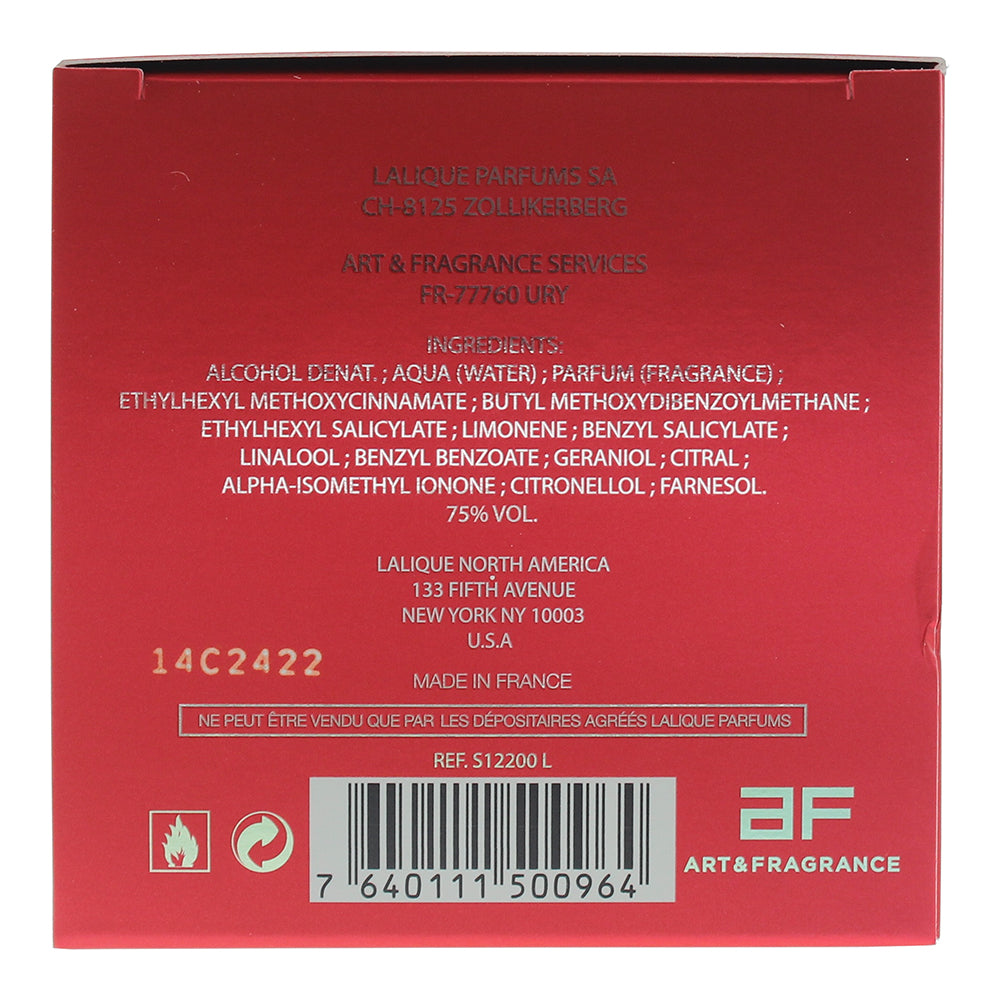 LALIQUE PARFUMS SA
CH-8125 ZOLLIKERBERG
ART & FRAGRANCE SERVICES
FR-77760 URY
INGREDIENTS:
ALCOHOL DENAT. ; AQUA (WATER) ; PARFUM (FRAGRANCE) ;
ETHYLHEXYL METHOXYCINNAMATE ; BUTYL METHOXYDIBENZOYLMETHANE ;
ETHYLHEXYL SALICYLATE ; LIMONENE ; BENZYL SALICYLATE ;
LINALOOL ; BENZYL BENZOATE ; GERANIOL ; CITRAL ;
ALPHA-ISOMETHYL IONONE ; CITRONELLOL ; FARNESOL.
75% VOL.
LALIQUE NORTH AMERICA
133 FIFTH AVENUE
NEW YORK NY 10003
U.S.A
14C2422
MADE IN FRANCE
NE PEUT ÊTRE VENDU QUE PAR LES DÉPOSITAIRES AGRÉÉS LALIQUE PARFUMS
REF. S12200 L
7 640111 500964
AF
ART&FRAGRANCE